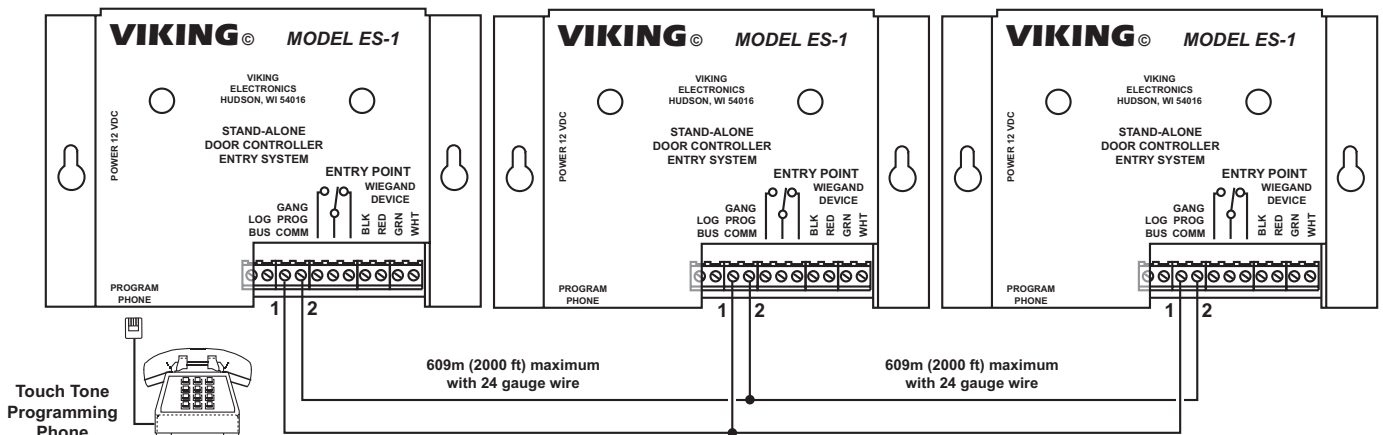 VIKING© MODEL ES-1
VIKING
ELECTRONICS
HUDSON, WI 54016
POWER 12 VDC
STAND-ALONE
DOOR CONTROLLER
ENTRY SYSTEM
ENTRY POINT
WIEGAND
DEVICE
GANG
LOG PROG
BUS COMM
BLK
RED
GRN
WHT
PROGRAM
PHONE
1 2
VIKING© MODEL ES-1
VIKING
ELECTRONICS
HUDSON, WI 54016
POWER 12 VDC
STAND-ALONE
DOOR CONTROLLER
ENTRY SYSTEM
ENTRY POINT
WIEGAND
DEVICE
GANG
LOG PROG
BUS COMM
BLK
RED
GRN
WHT
PROGRAM
PHONE
1 2
VIKING© MODEL ES-1
VIKING
ELECTRONICS
HUDSON, WI 54016
POWER 12 VDC
STAND-ALONE
DOOR CONTROLLER
ENTRY SYSTEM
ENTRY POINT
WIEGAND
DEVICE
GANG
LOG PROG
BUS COMM
BLK
RED
GRN
WHT
PROGRAM
PHONE
1 2
609m (2000 ft) maximum
with 24 gauge wire
609m (2000 ft) maximum
with 24 gauge wire
Touch Tone
Programming
Phone